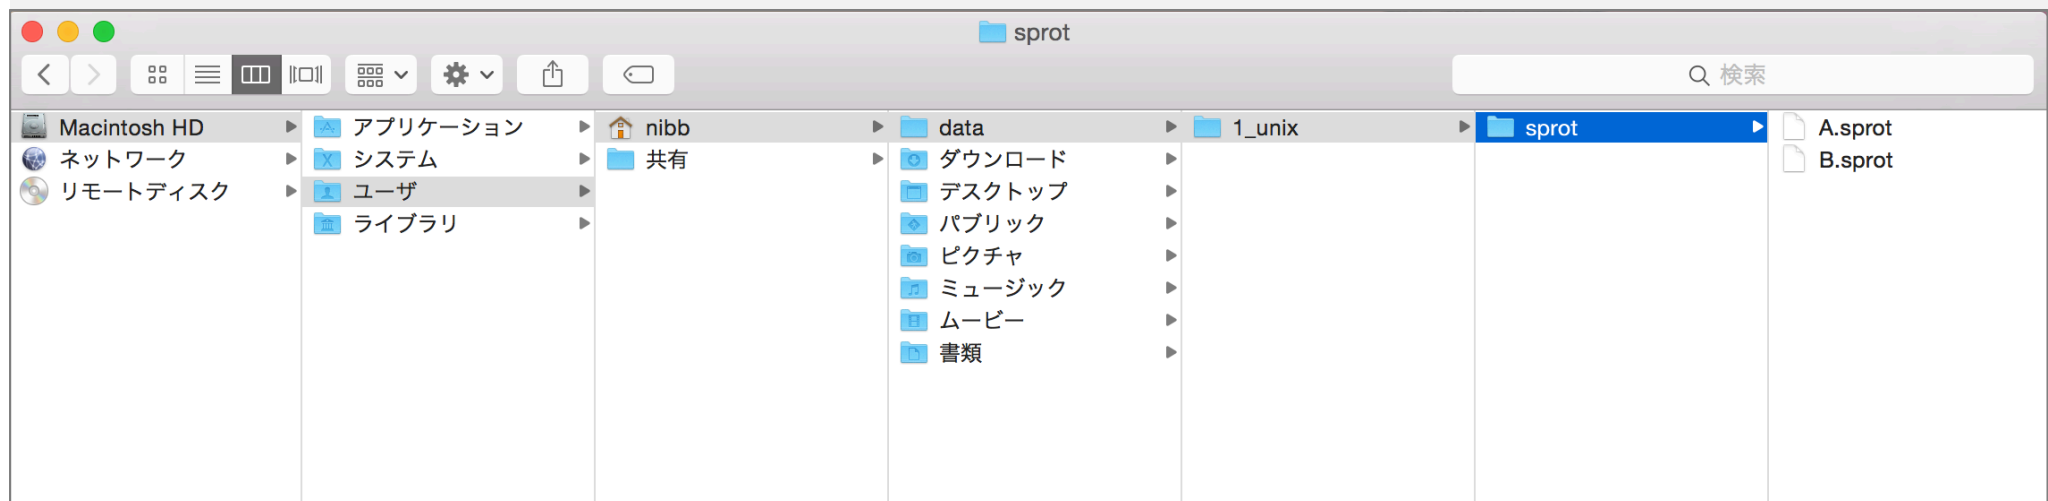 sprot
検索
Macintosh HD
ネットワーク
リモートディスク
アプリケーション
システム
ユーザ
ライブラリ
nibb
共有
data
ダウンロード
デスクトップ
パブリック
ピクチャ
ミュージック
ムービー
書類
1_unix
sprot
A.sprot
B.sprot